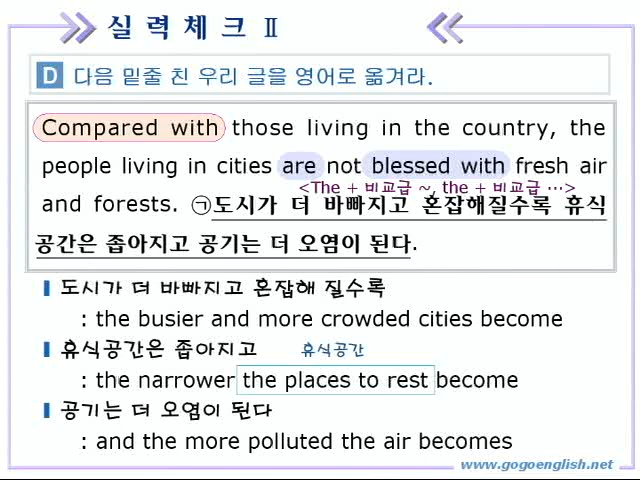 실 력 체 크 Ⅱ
D 다음 밑줄 친 우리 글을 영어로 옮겨라.
Compared with those living in the country, the
people living in cities are not blessed with fresh air
<The + 비교급 ~, the + 비교급 …>
and forests. ㉠도시가 더 바빠지고 혼잡해질수록 휴식
공간은 좁아지고 공기는 더 오염이 된다.
도시가 더 바빠지고 혼잡해 질수록
: the busier and more crowded cities become
휴식공간은 좁아지고 휴식공간
: the narrower the places to rest become
공기는 더 오염이 된다
: and the more polluted the air becomes
www.gogoenglish.net